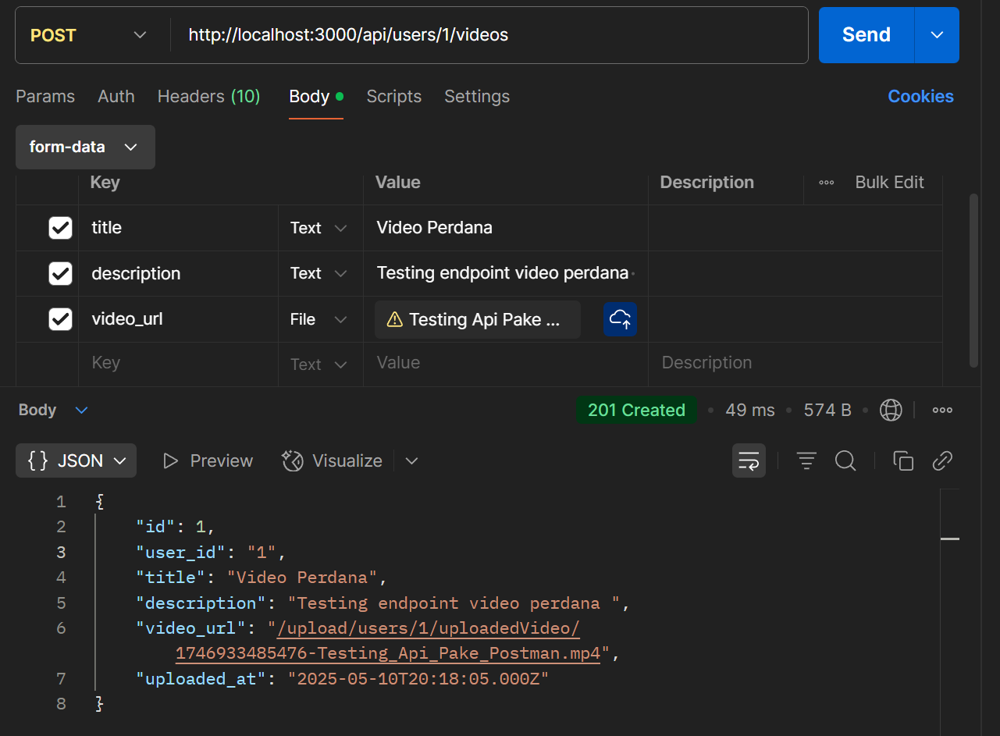 POST http://localhost:3000/api/users/1/videos Send
Params Auth Headers (10) Body Scripts Settings Cookies
form-data
Key Value Description Bulk Edit
title Text Video Perdana
description Text Testing endpoint video perdana
video_url File Testing Api Pake ...
Key Text Value Description
Body 201 Created 49 ms 574 B
{} JSON Preview Visualize
1 {
2 "id": 1,
3 "user_id": "1",
4 "title": "Video Perdana",
5 "description": "Testing endpoint video perdana ",
6 "video_url": "/upload/users/1/uploadedVideo/
1746933485476-Testing_Api_Pake_Postman.mp4",
7 "uploaded_at": "2025-05-10T20:18:05.000Z"
8 }